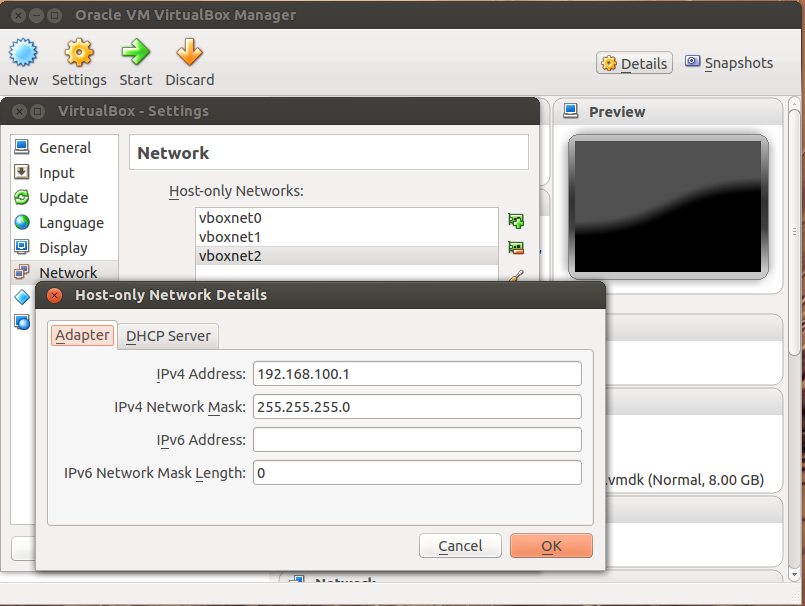 Oracle VM VirtualBox Manager
New Settings Start Discard
Details Snapshots
VirtualBox - Settings
General
Input
Update
Language
Display
Network
Network
Host-only Networks:
vboxnet0
vboxnet1
vboxnet2
Preview
Host-only Network Details
Adapter DHCP Server
IPv4 Address: 192.168.100.1
IPv4 Network Mask: 255.255.255.0
IPv6 Address:
IPv6 Network Mask Length: 0
Cancel OK
.vmdk (Normal, 8.00 GB)
Network